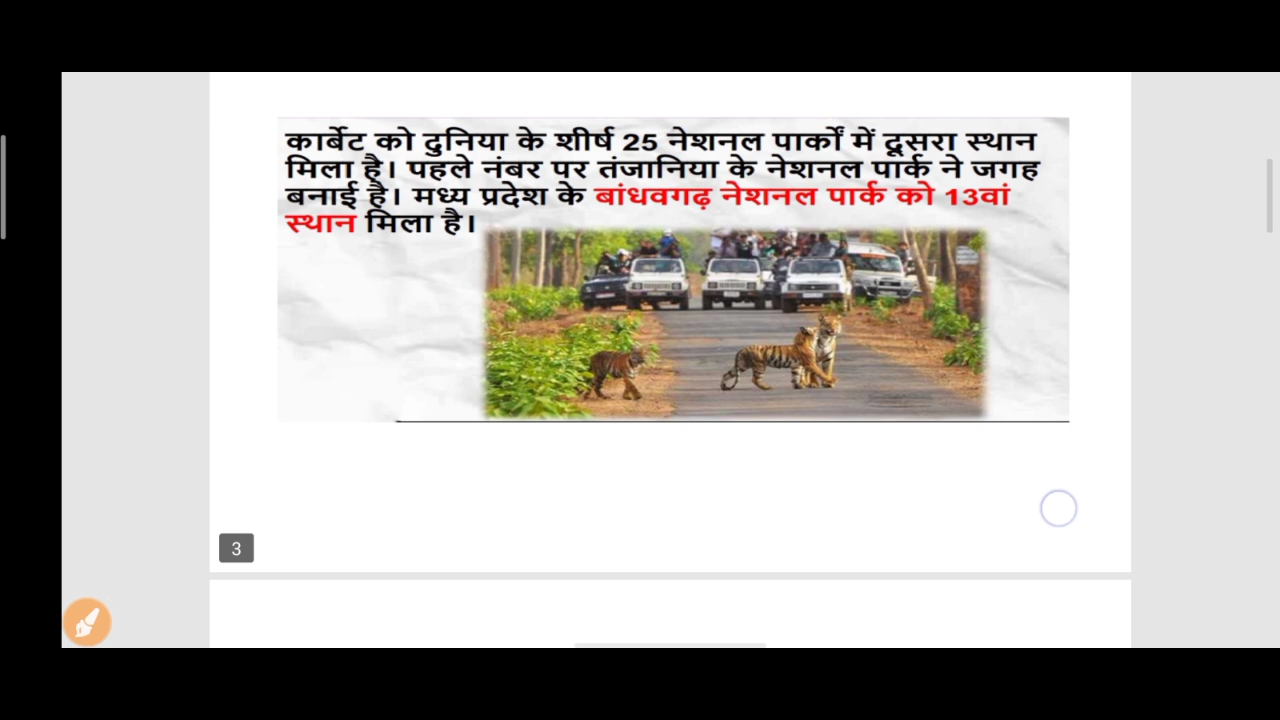 कार्बेट को दुनिया के शीर्ष 25 नेशनल पार्कों में दूसरा स्थान
मिला है। पहले नंबर पर तंजानिया के नेशनल पार्क ने जगह
बनाई है। मध्य प्रदेश के बांधवगढ़ नेशनल पार्क को 13वां
स्थान मिला है।
3